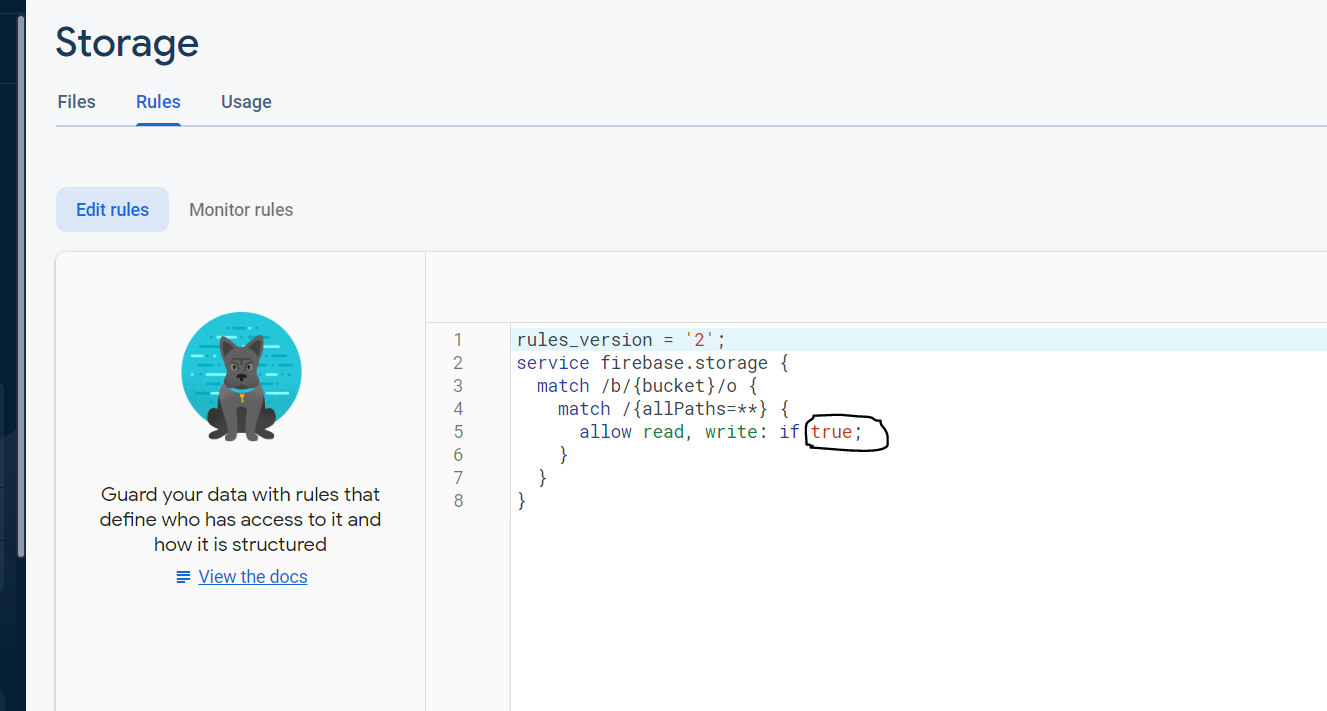 Storage
Files Rules Usage
Edit rules Monitor rules
Guard your data with rules that
define who has access to it and
how it is structured
View the docs
1 rules_version = '2';
2 service firebase.storage {
3   match /b/{bucket}/o {
4     match /{allPaths=**} {
5       allow read, write: if true;
6     }
7   }
8 }